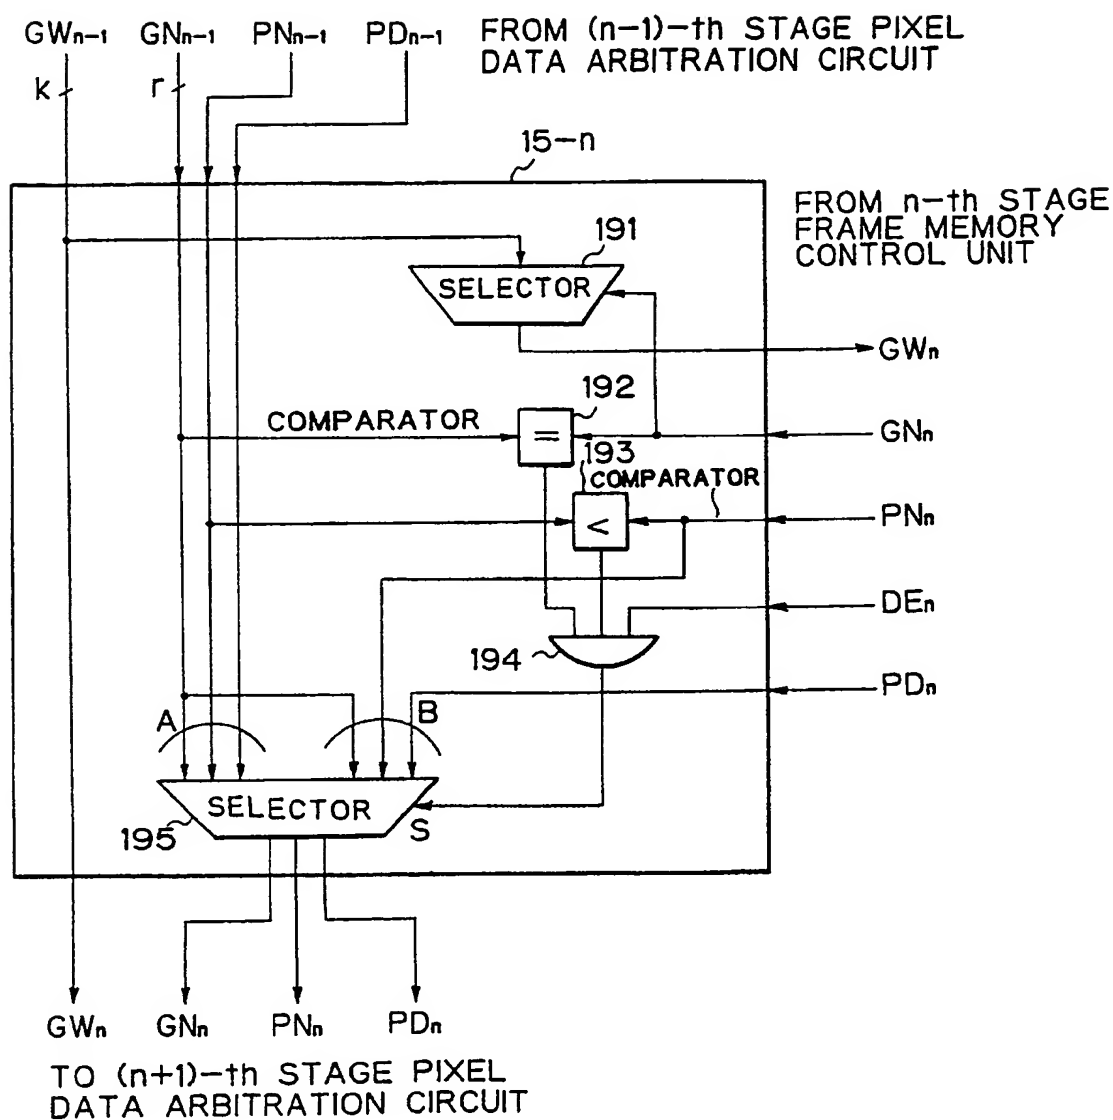 GWn-1 GNn-1 PNn-1 PDn-1 FROM (n-1)-th STAGE PIXEL
DATA ARBITRATION CIRCUIT
k
r
15-n
FROM n-th STAGE
FRAME MEMORY
CONTROL UNIT
191
SELECTOR
GWn
192
COMPARATOR
=
GNn
193
COMPARATOR
<
PNn
DEn
194
PDn
A
B
SELECTOR
S
195
GWn GNn PNn PDn
TO (n+1)-th STAGE PIXEL
DATA ARBITRATION CIRCUIT